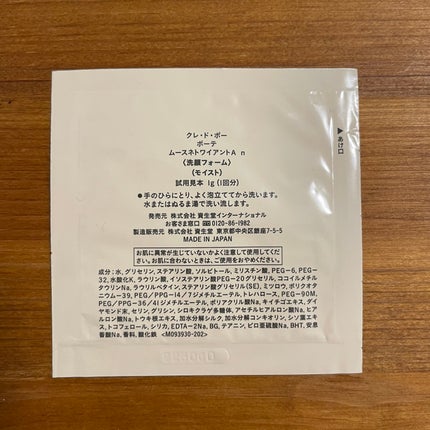 クレ・ド・ポー
ボーテ
ムースネトワイアントA n
〈洗顔フォーム〉
(モイスト)
試用見本 1g(1回分)
●手のひらにとり、よく泡立ててから洗います。
水またはぬるま湯で洗い流します。
発売元 株式会社 資生堂インターナショナル
お客さま窓口 0120-86-1982
製造販売元 株式会社 資生堂 東京都中央区銀座7-5-5
MADE IN JAPAN
お肌に異常が生じていないかよく注意して使用してください。
お肌に合わないときは、ご使用をおやめください。
成分:水、グリセリン、ステアリン酸、ソルビトール、ミリスチン酸、PEG-6、PEG-
32、水酸化K、ラウリン酸、イソステアリン酸PEG-20グリセリル、ココイルメチル
タウリンNa、ラウリルベタイン、ステアリン酸グリセリル(SE)、ミツロウ、ポリクオタ
ニウム-39、PEG/PPG-14/7ジメチルエーテル、トレハロース、PEG-90M、
PEG/PPG-36/41ジメチルエーテル、ポリアクリル酸Na、キイチゴエキス、ダイ
ヤモンド末、セリン、グリシン、シロキクラゲ多糖体、アセチルヒアルロン酸Na、ヒア
ルロン酸Na、トウキ根エキス、加水分解シルク、加水分解コンキオリン、シソ葉エキ
ス、トコフェロール、シリカ、EDTA-2Na、BG、テアニン、ピロ亜硫酸Na、BHT、安息
香酸Na、香料、酸化鉄 <M093930-202>
▲あけ口